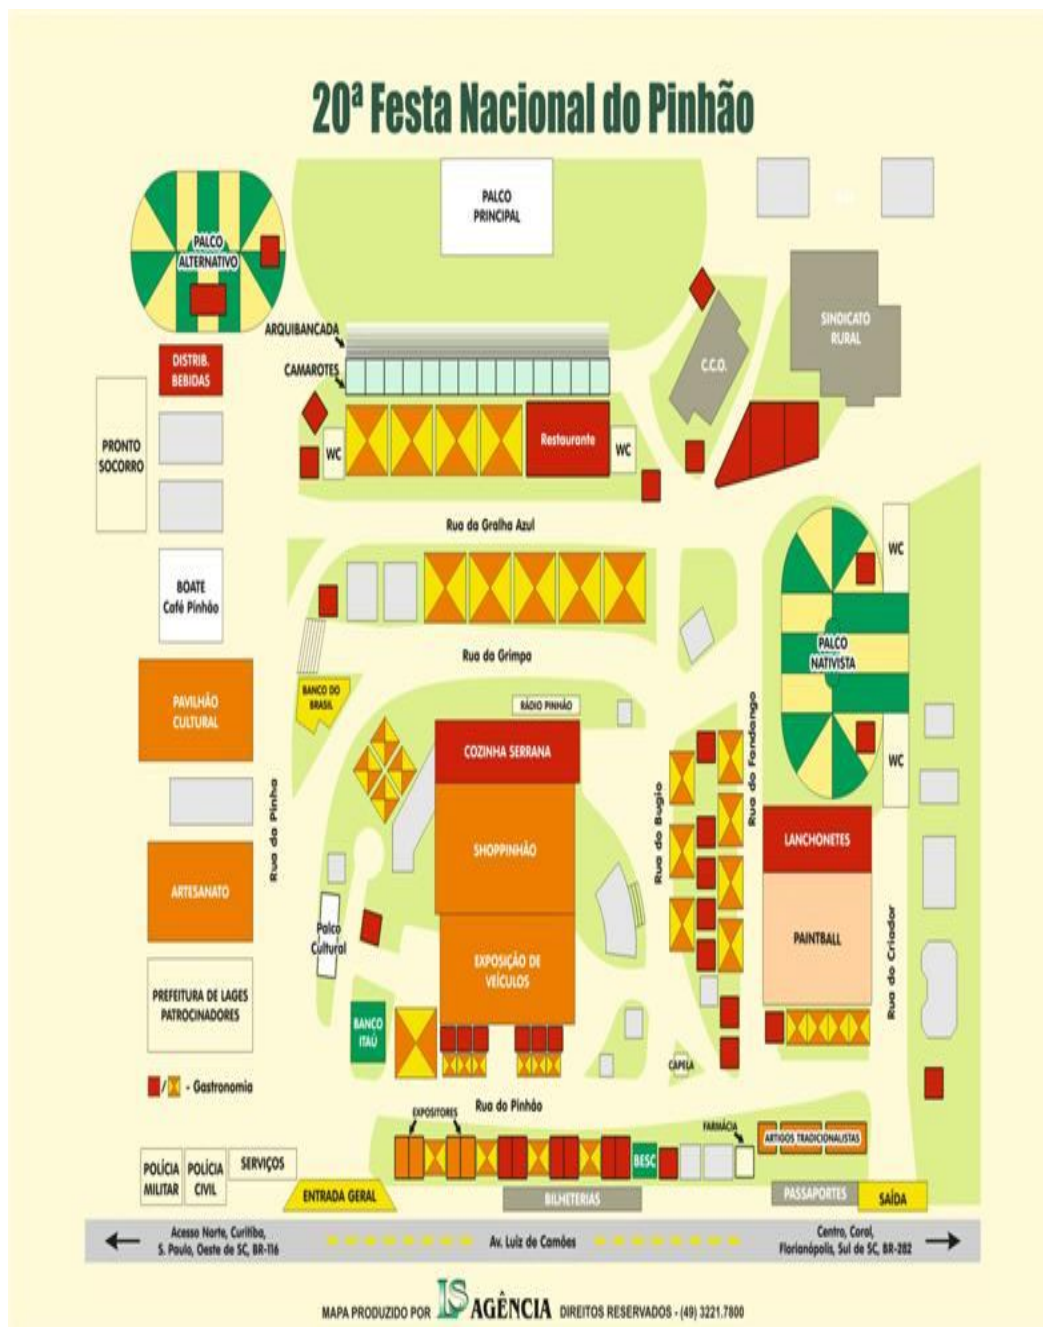 20ª Festa Nacional do Pinhão
PALCO
PRINCIPAL
PALCO
ALTERNATIVO
ARQUIBANCADA
CAMAROTES
DISTRIB.
BEBIDAS
PRONTO
SOCORRO
WC
Restaurante
WC
C.C.O.
SINDICATO
RURAL
Rua da Gralha Azul
WC
BOATE
Café Pinhão
PALCO
NATIVISTA
WC
Rua da Grimpa
PAVILHÃO
CULTURAL
BANCO DO
BRASIL
RÁDIO PINHÃO
COZINHA SERRANA
SHOPPINHÃO
EXPOSIÇÃO DE
VEÍCULOS
Rua da Pinha
Rua do Bugio
Rua do Fandango
LANCHONETES
PAINTBALL
Rua do Criador
ARTESANATO
Palco
Cultural
PREFEITURA DE LAGES
PATROCINADORES
BANCO
ITAÚ
CAPELA
/ - Gastronomia
Rua do Pinhão
EXPOSITORES
FARMÁCIA
BESC
ARTIGOS TRADICIONALISTAS
POLÍCIA
MILITAR
POLÍCIA
CIVIL
SERVIÇOS
ENTRADA GERAL
BILHETERIAS
PASSAPORTES
SAÍDA
Acesso Norte, Curitiba,
S. Paulo, Oeste de SC, BR-116
Av. Luiz de Camões
Centro, Coral,
Florianópolis, Sul de SC, BR-282
MAPA PRODUZIDO POR LS AGÊNCIA DIREITOS RESERVADOS - (49) 3221.7800